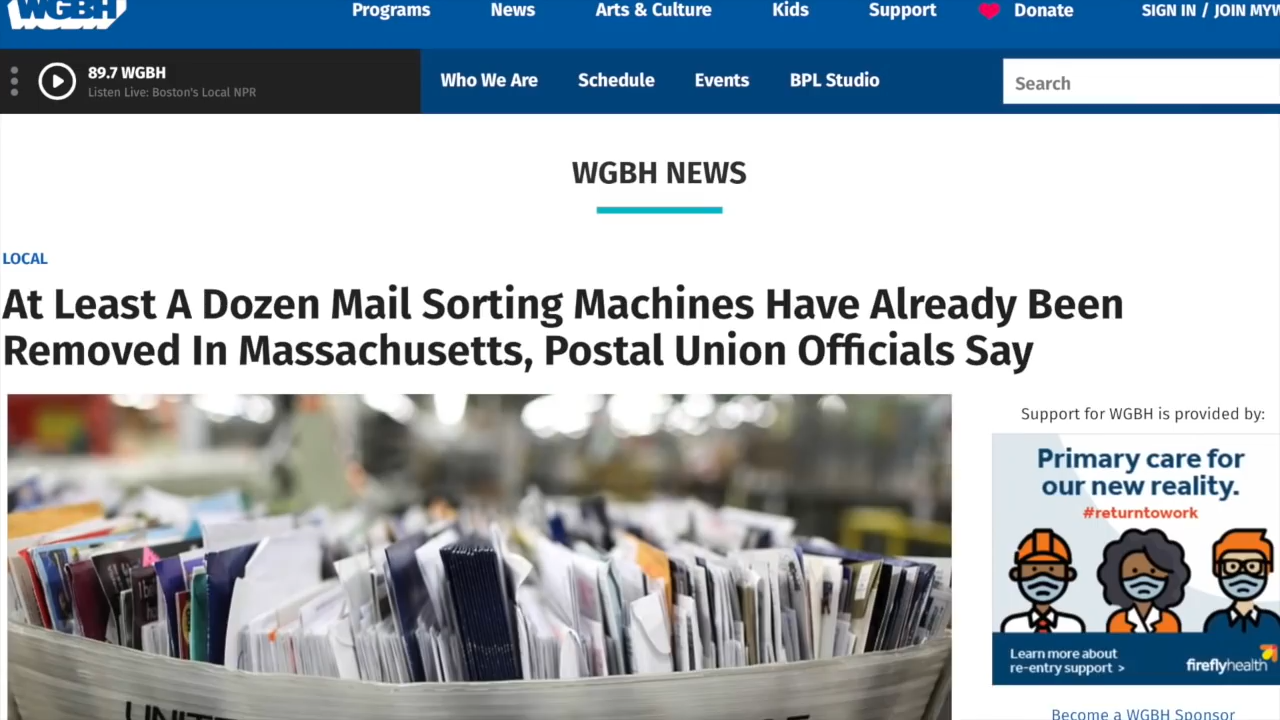 WGBH
Programs News Arts & Culture Kids Support Donate SIGN IN / JOIN MYW
89.7 WGBH
Listen Live: Boston's Local NPR
Who We Are Schedule Events BPL Studio
Search
WGBH NEWS
LOCAL
At Least A Dozen Mail Sorting Machines Have Already Been
Removed In Massachusetts, Postal Union Officials Say
Support for WGBH is provided by:
Primary care for
our new reality.
#returntowork
Learn more about
re-entry support >
fireflyhealth
Become a WGBH Sponsor